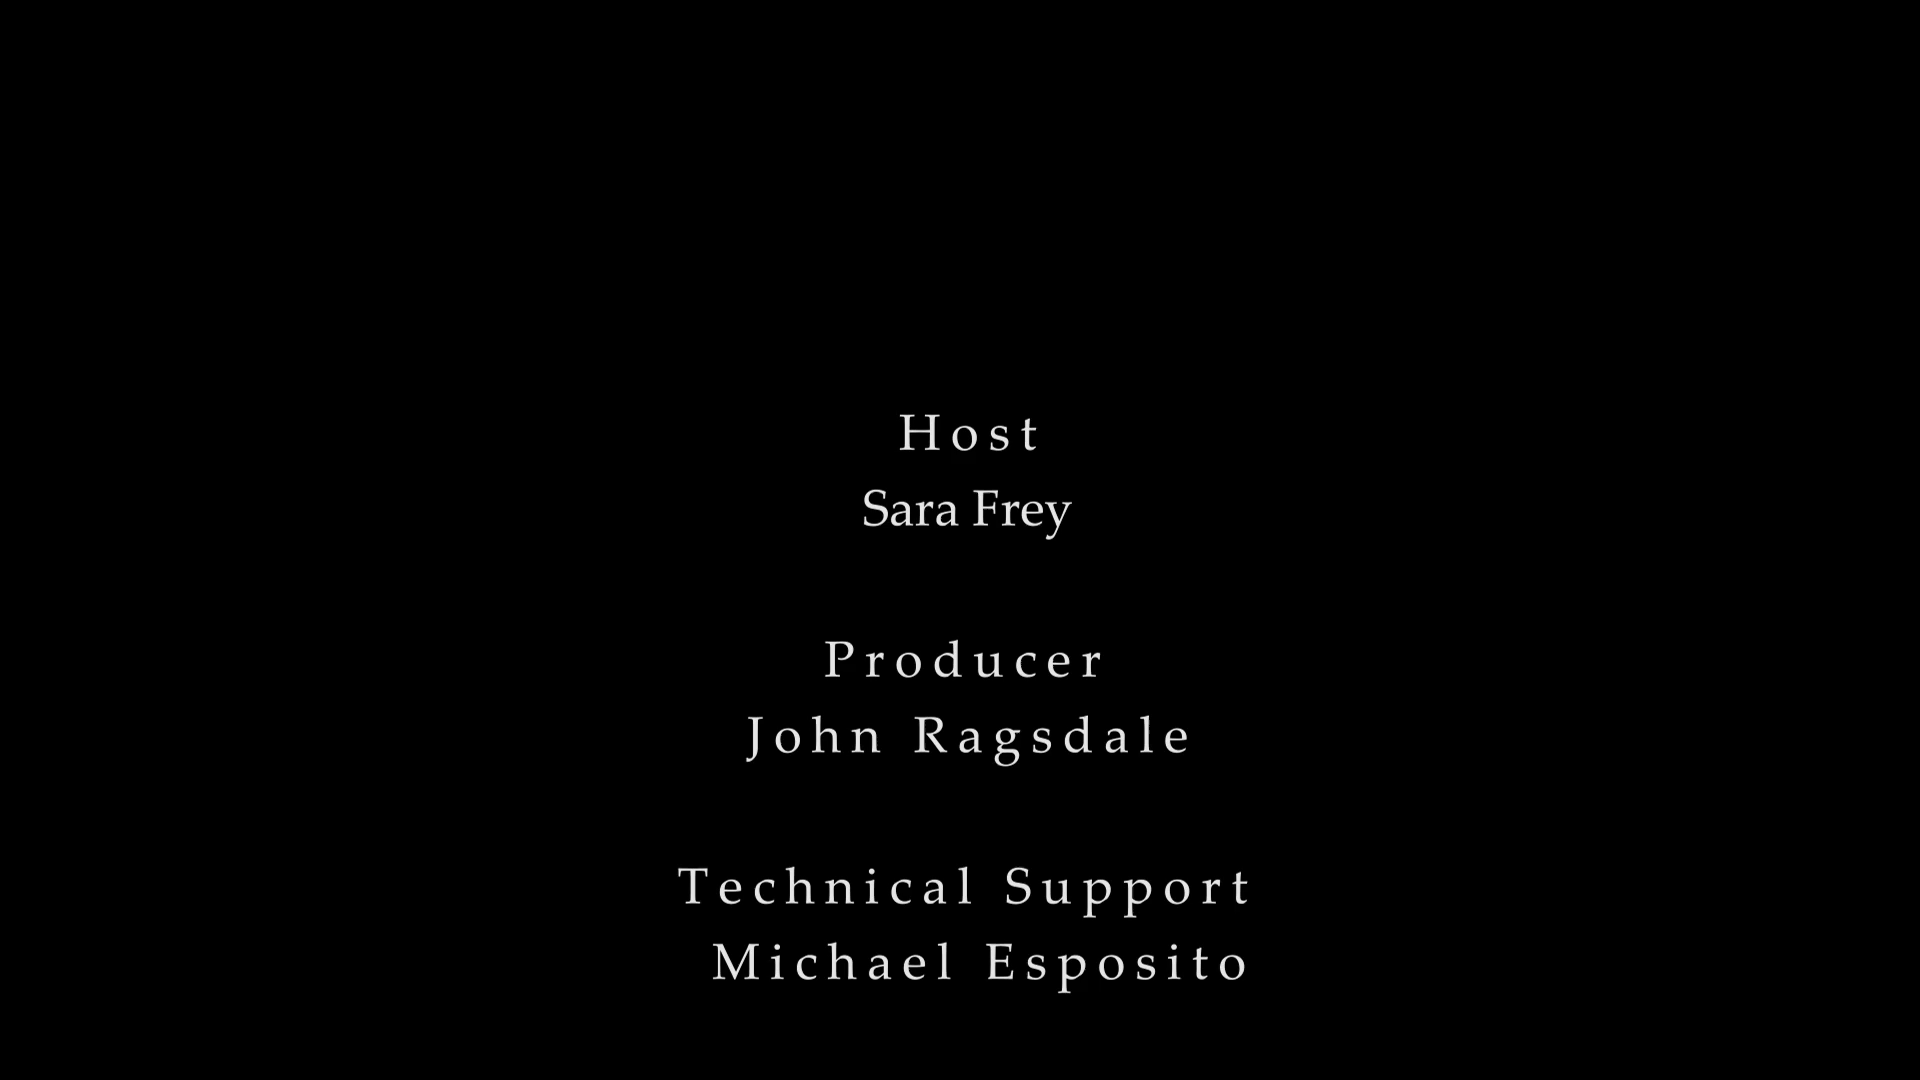 Host
Sara Frey
Producer
John Ragsdale
Technical Support
Michael Esposito